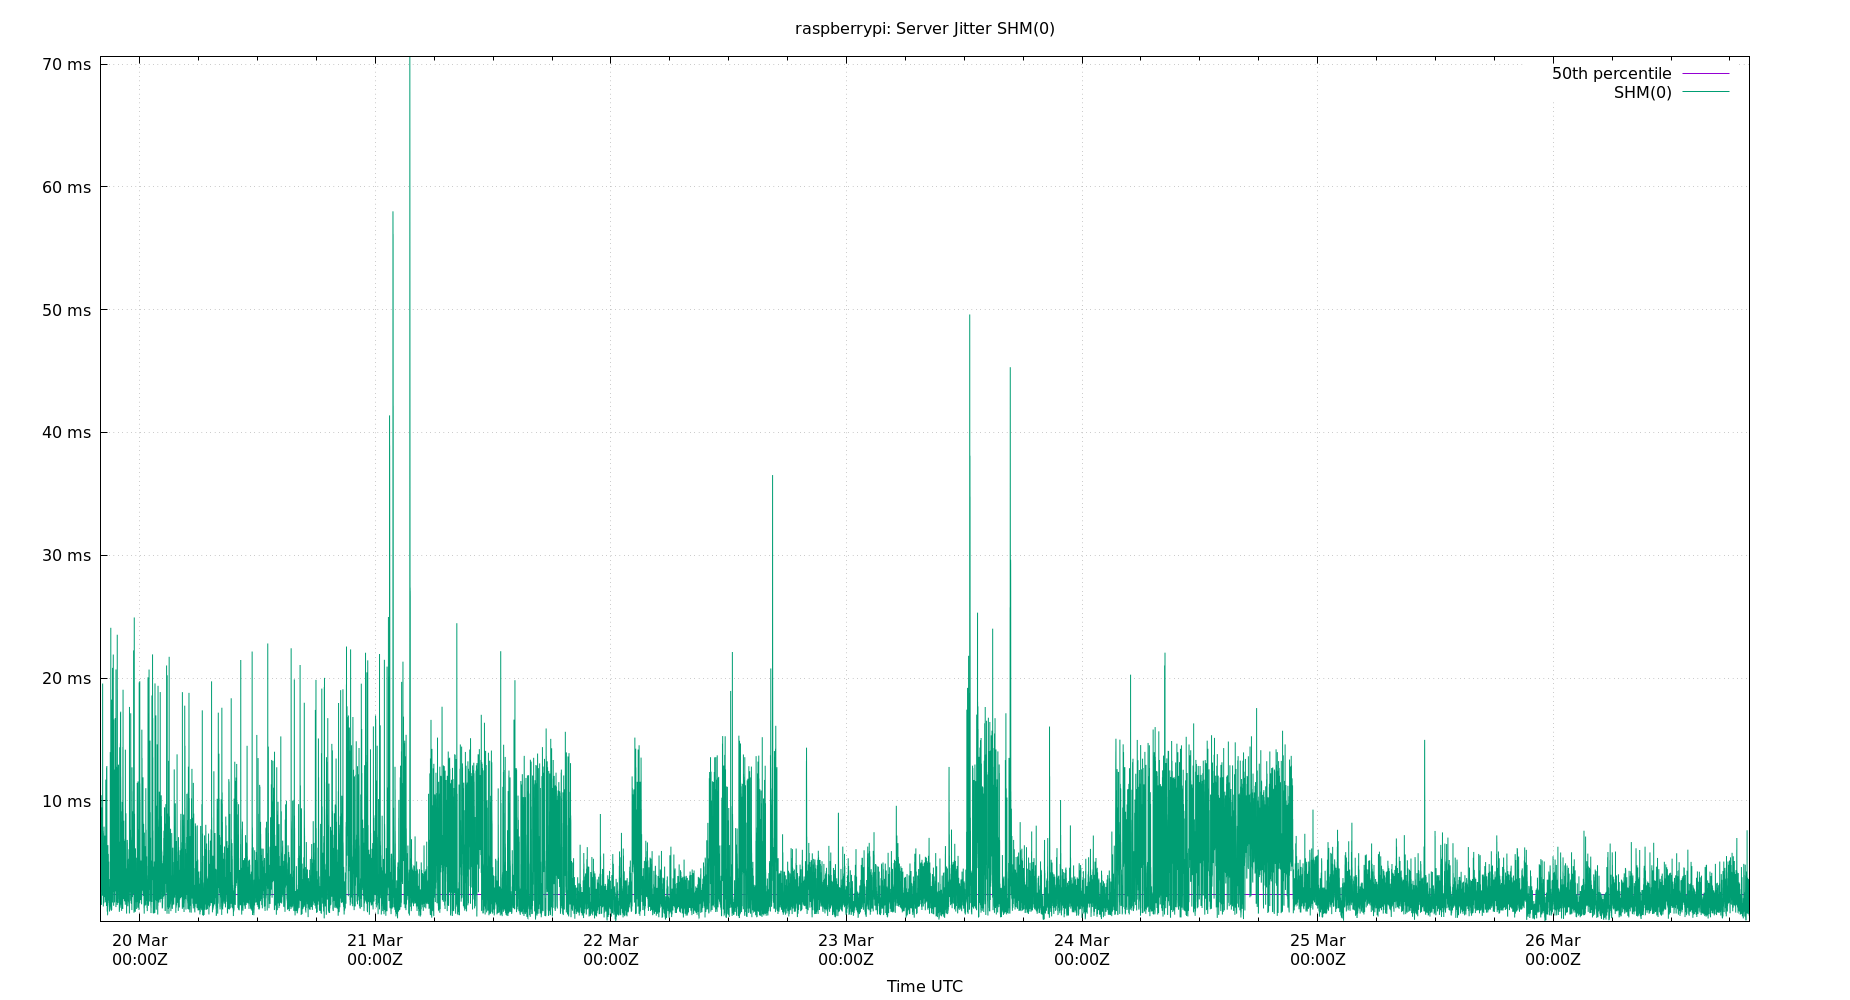 raspberrypi: Server Jitter SHM(0)
70 ms
60 ms
50 ms
40 ms
30 ms
20 ms
10 ms
50th percentile
SHM(0)
20 Mar
00:00Z
21 Mar
00:00Z
22 Mar
00:00Z
23 Mar
00:00Z
24 Mar
00:00Z
25 Mar
00:00Z
26 Mar
00:00Z
Time UTC